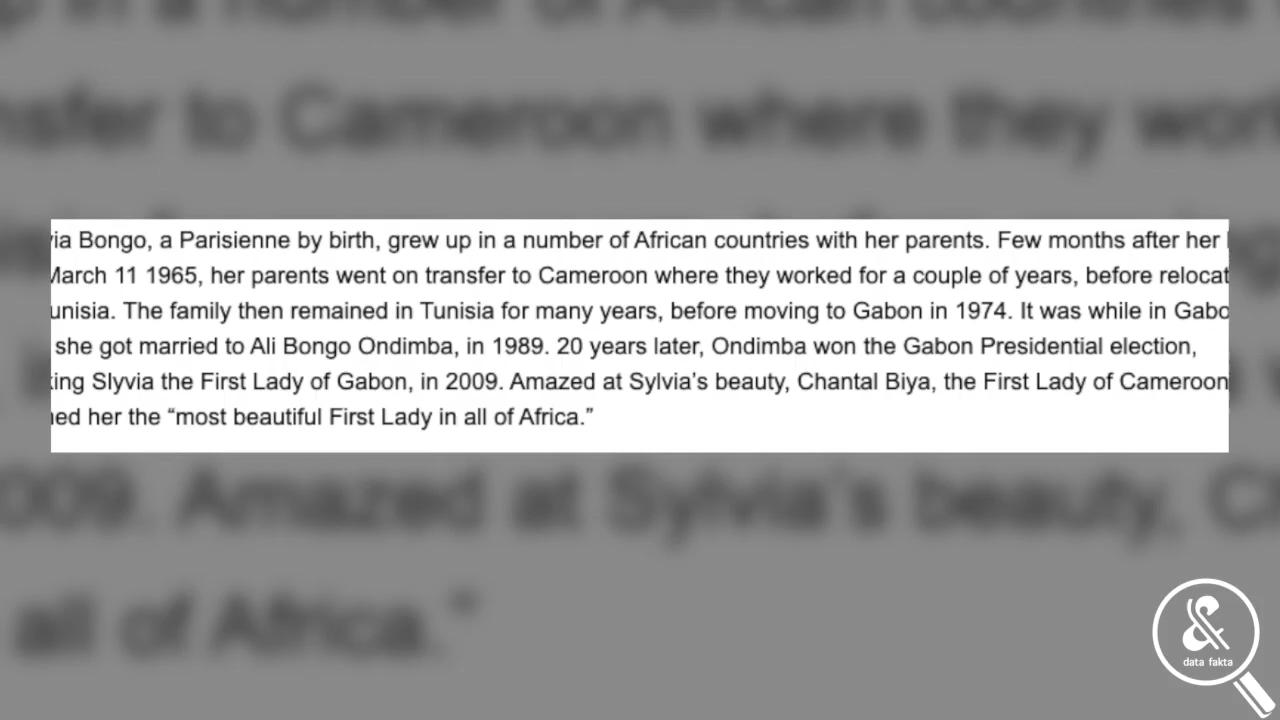 via Bongo, a Parisienne by birth, grew up in a number of African countries with her parents. Few months after her
March 11 1965, her parents went on transfer to Cameroon where they worked for a couple of years, before relocat
unisia. The family then remained in Tunisia for many years, before moving to Gabon in 1974. It was while in Gabo
she got married to Ali Bongo Ondimba, in 1989. 20 years later, Ondimba won the Gabon Presidential election,
king Slyvia the First Lady of Gabon, in 2009. Amazed at Sylvia's beauty, Chantal Biya, the First Lady of Cameroon
ned her the “most beautiful First Lady in all of Africa.”
&
data fakta